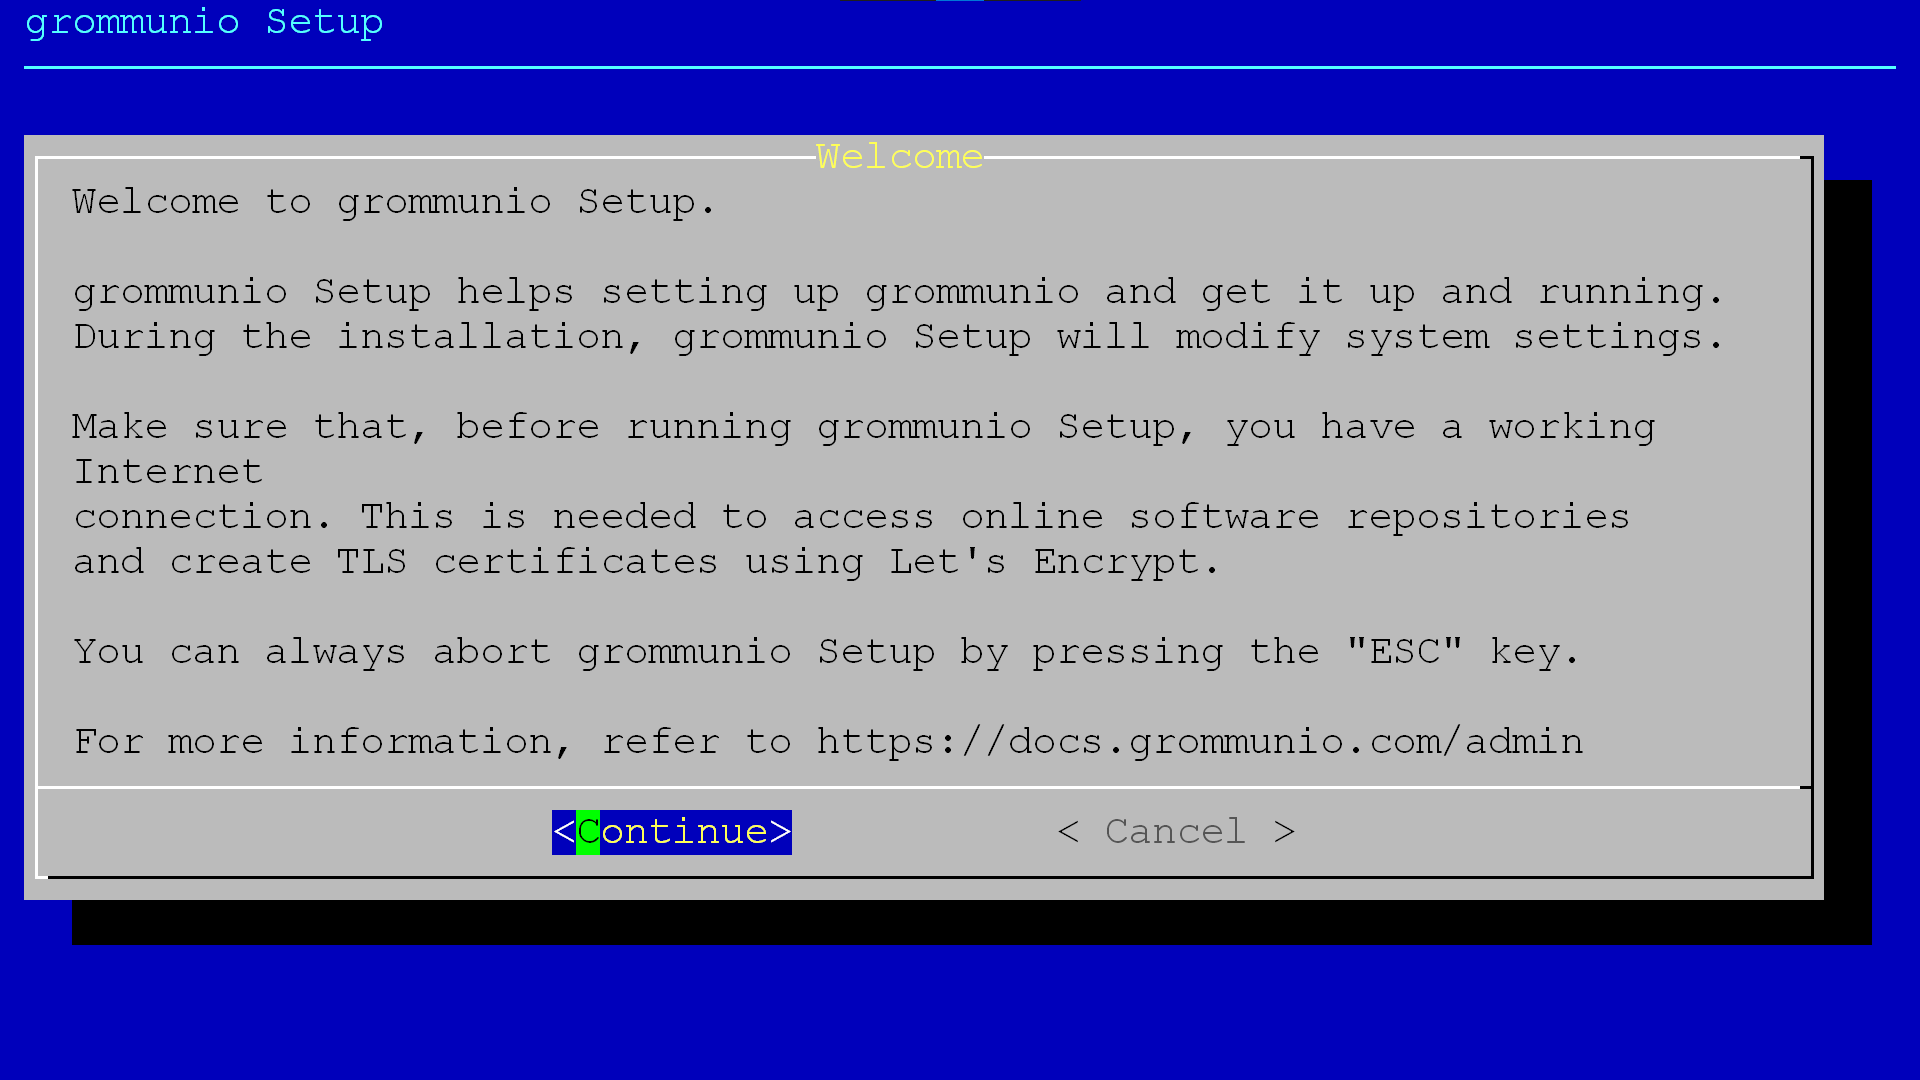 grommunio Setup
Welcome
Welcome to grommunio Setup.
grommunio Setup helps setting up grommunio and get it up and running.
During the installation, grommunio Setup will modify system settings.
Make sure that, before running grommunio Setup, you have a working
Internet
connection. This is needed to access online software repositories
and create TLS certificates using Let's Encrypt.
You can always abort grommunio Setup by pressing the "ESC" key.
For more information, refer to https://docs.grommunio.com/admin
<Continue> < Cancel >